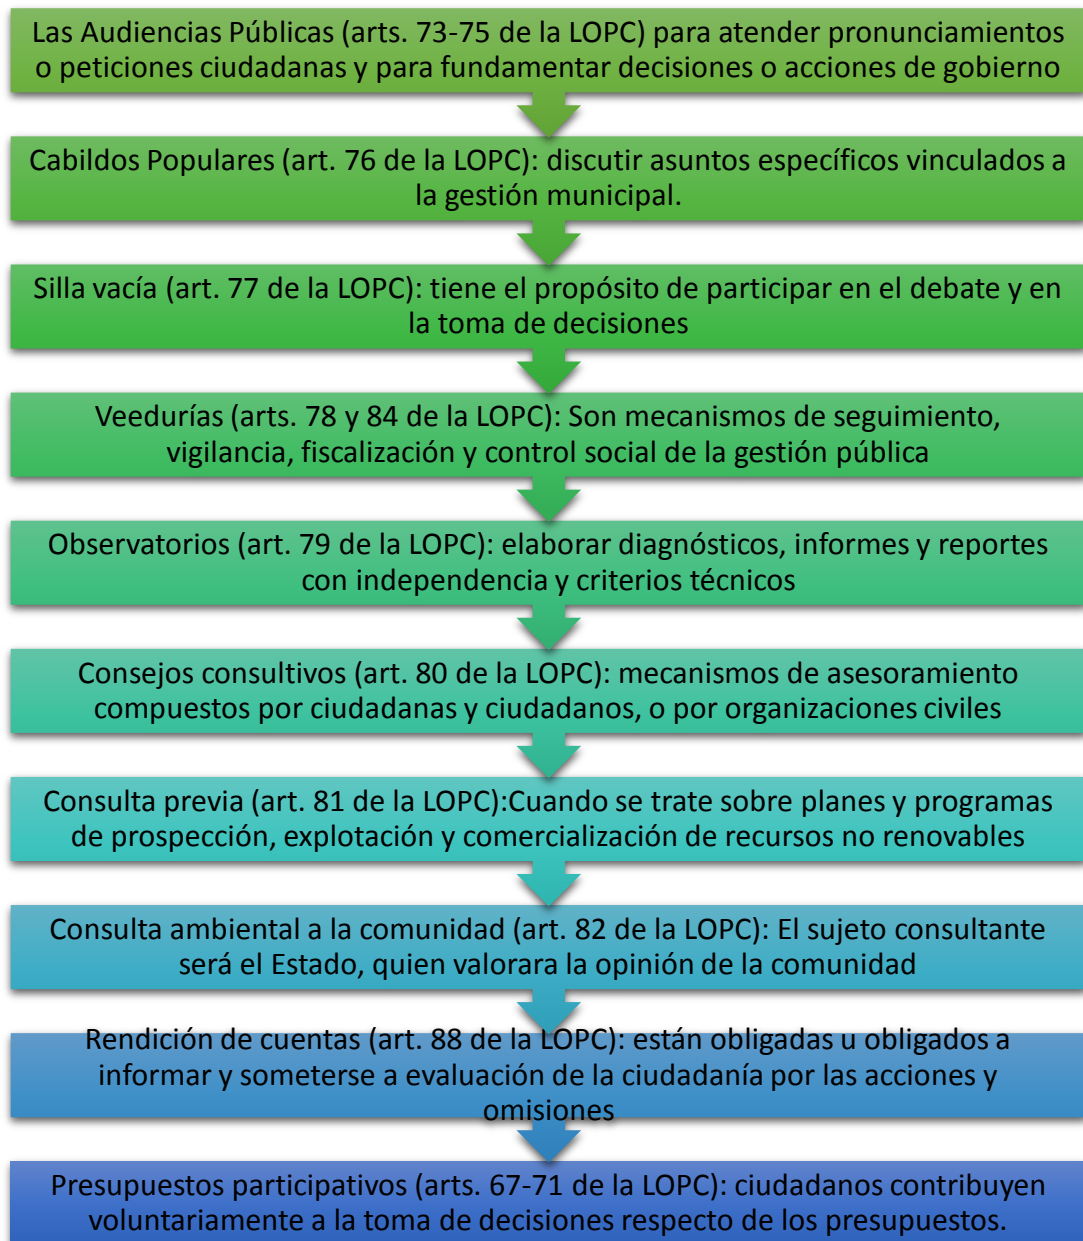 Las Audiencias Públicas (arts. 73-75 de la LOPC) para atender pronunciamientos
o peticiones ciudadanas y para fundamentar decisiones o acciones de gobierno
Cabildos Populares (art. 76 de la LOPC): discutir asuntos específicos vinculados a
la gestión municipal.
Silla vacía (art. 77 de la LOPC): tiene el propósito de participar en el debate y en
la toma de decisiones
Veedurías (arts. 78 y 84 de la LOPC): Son mecanismos de seguimiento,
vigilancia, fiscalización y control social de la gestión pública
Observatorios (art. 79 de la LOPC): elaborar diagnósticos, informes y reportes
con independencia y criterios técnicos
Consejos consultivos (art. 80 de la LOPC): mecanismos de asesoramiento
compuestos por ciudadanas y ciudadanos, o por organizaciones civiles
Consulta previa (art. 81 de la LOPC):Cuando se trate sobre planes y programas
de prospección, explotación y comercialización de recursos no renovables
Consulta ambiental a la comunidad (art. 82 de la LOPC): El sujeto consultante
será el Estado, quien valorara la opinión de la comunidad
Rendición de cuentas (art. 88 de la LOPC): están obligadas u obligados a
informar y someterse a evaluación de la ciudadanía por las acciones y
omisiones
Presupuestos participativos (arts. 67-71 de la LOPC): ciudadanos contribuyen
voluntariamente a la toma de decisiones respecto de los presupuestos.